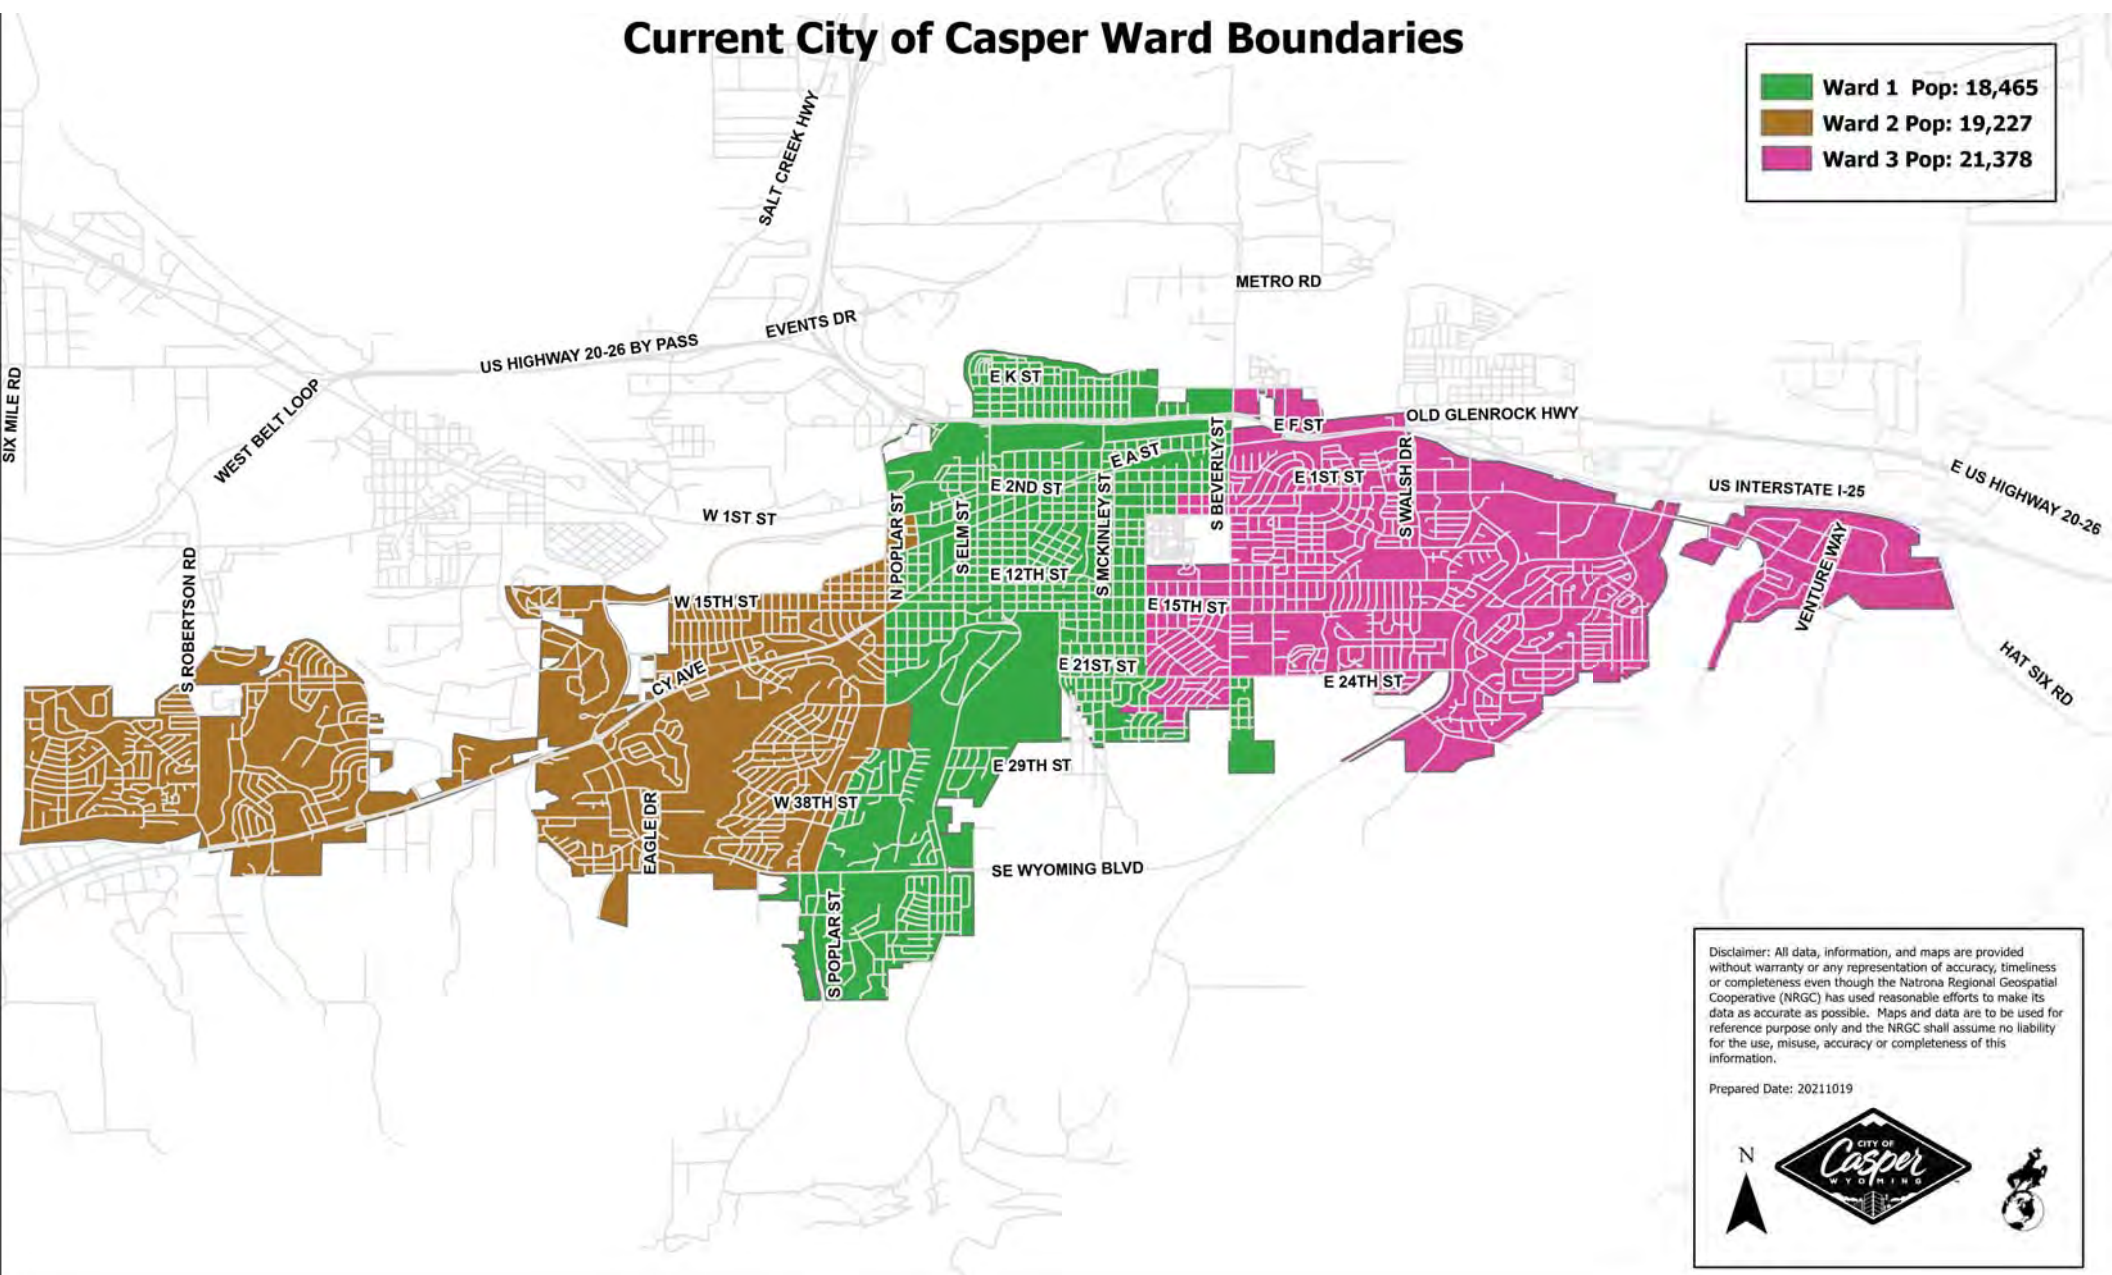 Current City of Casper Ward Boundaries
Ward 1 Pop: 18,465
Ward 2 Pop: 19,227
Ward 3 Pop: 21,378
SALT CREEK HWY
METRO RD
EVENTS DR
US HIGHWAY 20-26 BY PASS
SIX MILE RD
WEST BELT LOOP
E K ST
OLD GLENROCK HWY
E F ST
S BEVERLY ST
E A ST
S WALSH DR
E 1ST ST
E 2ND ST
E US HIGHWAY 20-26
US INTERSTATE I-25
W 1ST ST
N POPLAR ST
S ELM ST
S MCKINLEY ST
VENTURE WAY
S ROBERTSON RD
E 12TH ST
W 15TH ST
E 15TH ST
HAT SIX RD
E 21ST ST
CY AVE
E 24TH ST
E 29TH ST
W 38TH ST
EAGLE DR
SE WYOMING BLVD
S POPLAR ST
Disclaimer: All data, information, and maps are provided
without warranty or any representation of accuracy, timeliness
or completeness even though the Natrona Regional Geospatial
Cooperative (NRGC) has used reasonable efforts to make its
data as accurate as possible. Maps and data are to be used for
reference purpose only and the NRGC shall assume no liability
for the use, misuse, accuracy or completeness of this
information.
Prepared Date: 20211019
N
CITY OF
Casper
WYOMING